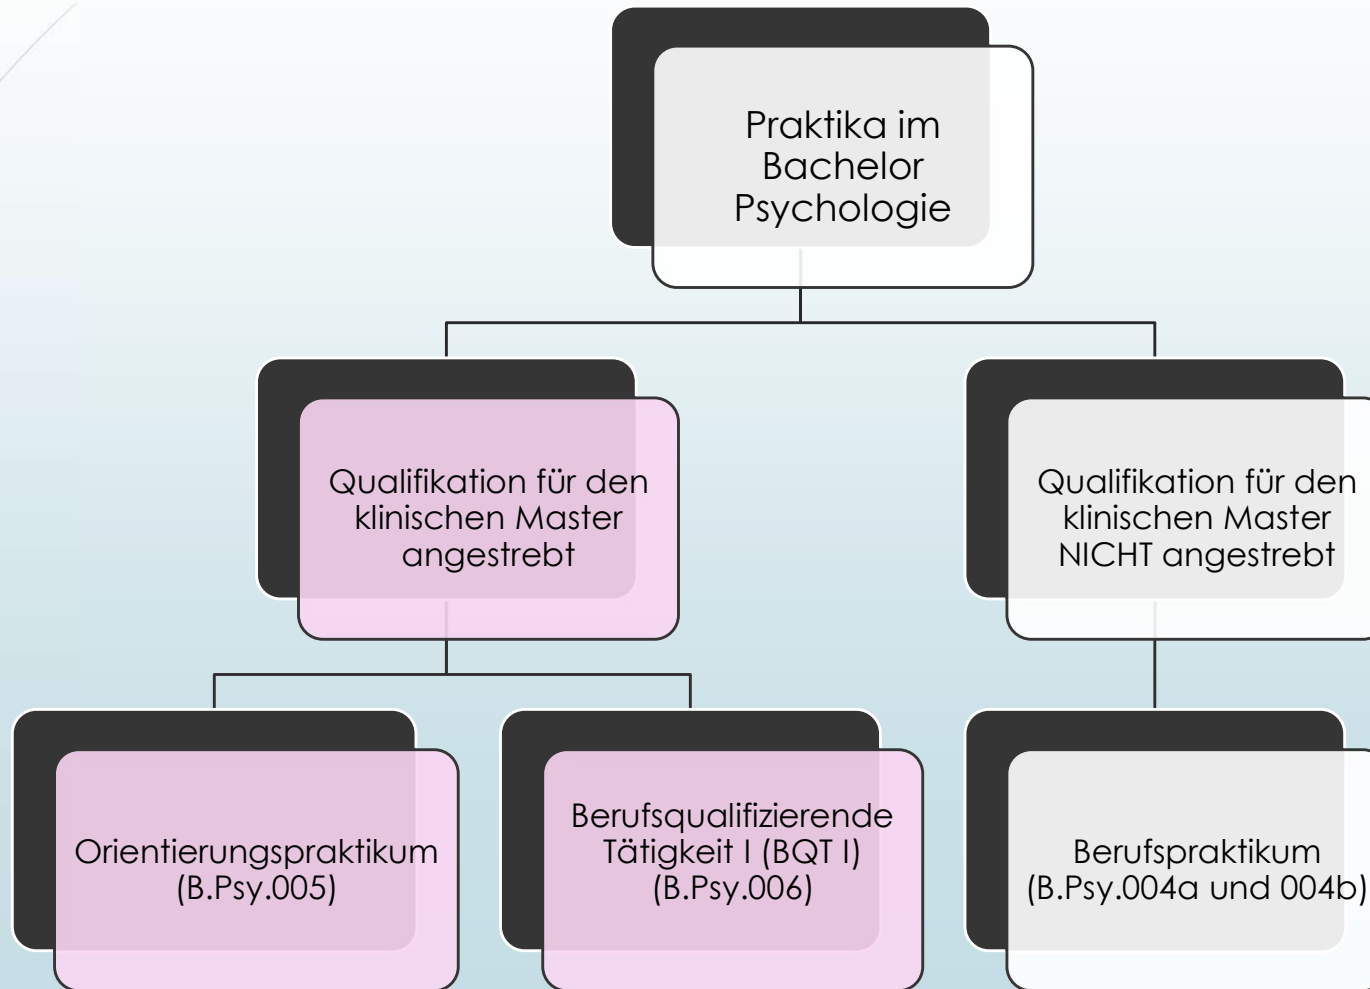 Praktika im
Bachelor
Psychologie
Qualifikation für den
klinischen Master
angestrebt
Qualifikation für den
klinischen Master
NICHT angestrebt
Orientierungspraktikum
(B.Psy.005)
Berufsqualifizierende
Tätigkeit I (BQT I)
(B.Psy.006)
Berufspraktikum
(B.Psy.004a und 004b)